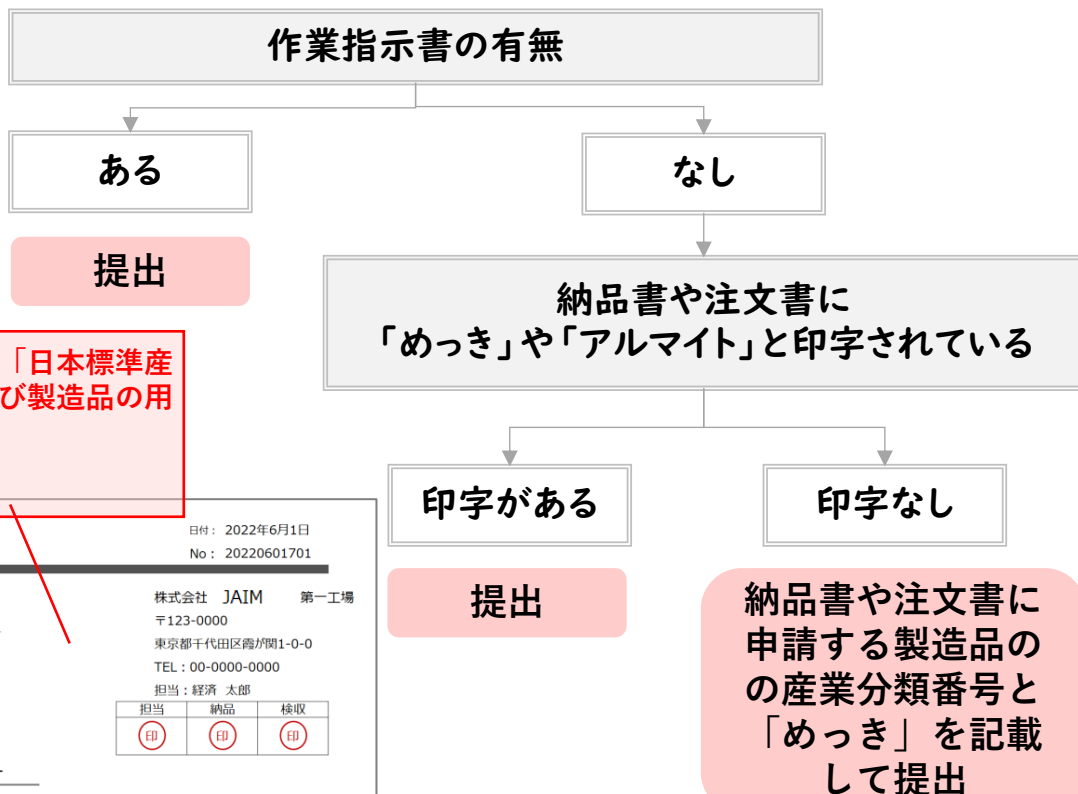 作業指示書の有無
ある
なし
提出
納品書や注文書に
「めっき」や「アルマイト」と印字されている
「日本標準産
び製造品の用
印字がある
印字なし
提出
納品書や注文書に
申請する製造品の
の産業分類番号と
「めっき」を記載
して提出
日付： 2022年6月1日
No： 20220601701
株式会社 JAIM 第一工場
〒123-0000
東京都千代田区霞が関1-0-0
TEL：00-0000-0000
担当：経済 太郎
担当 納品 検収
印 印 印